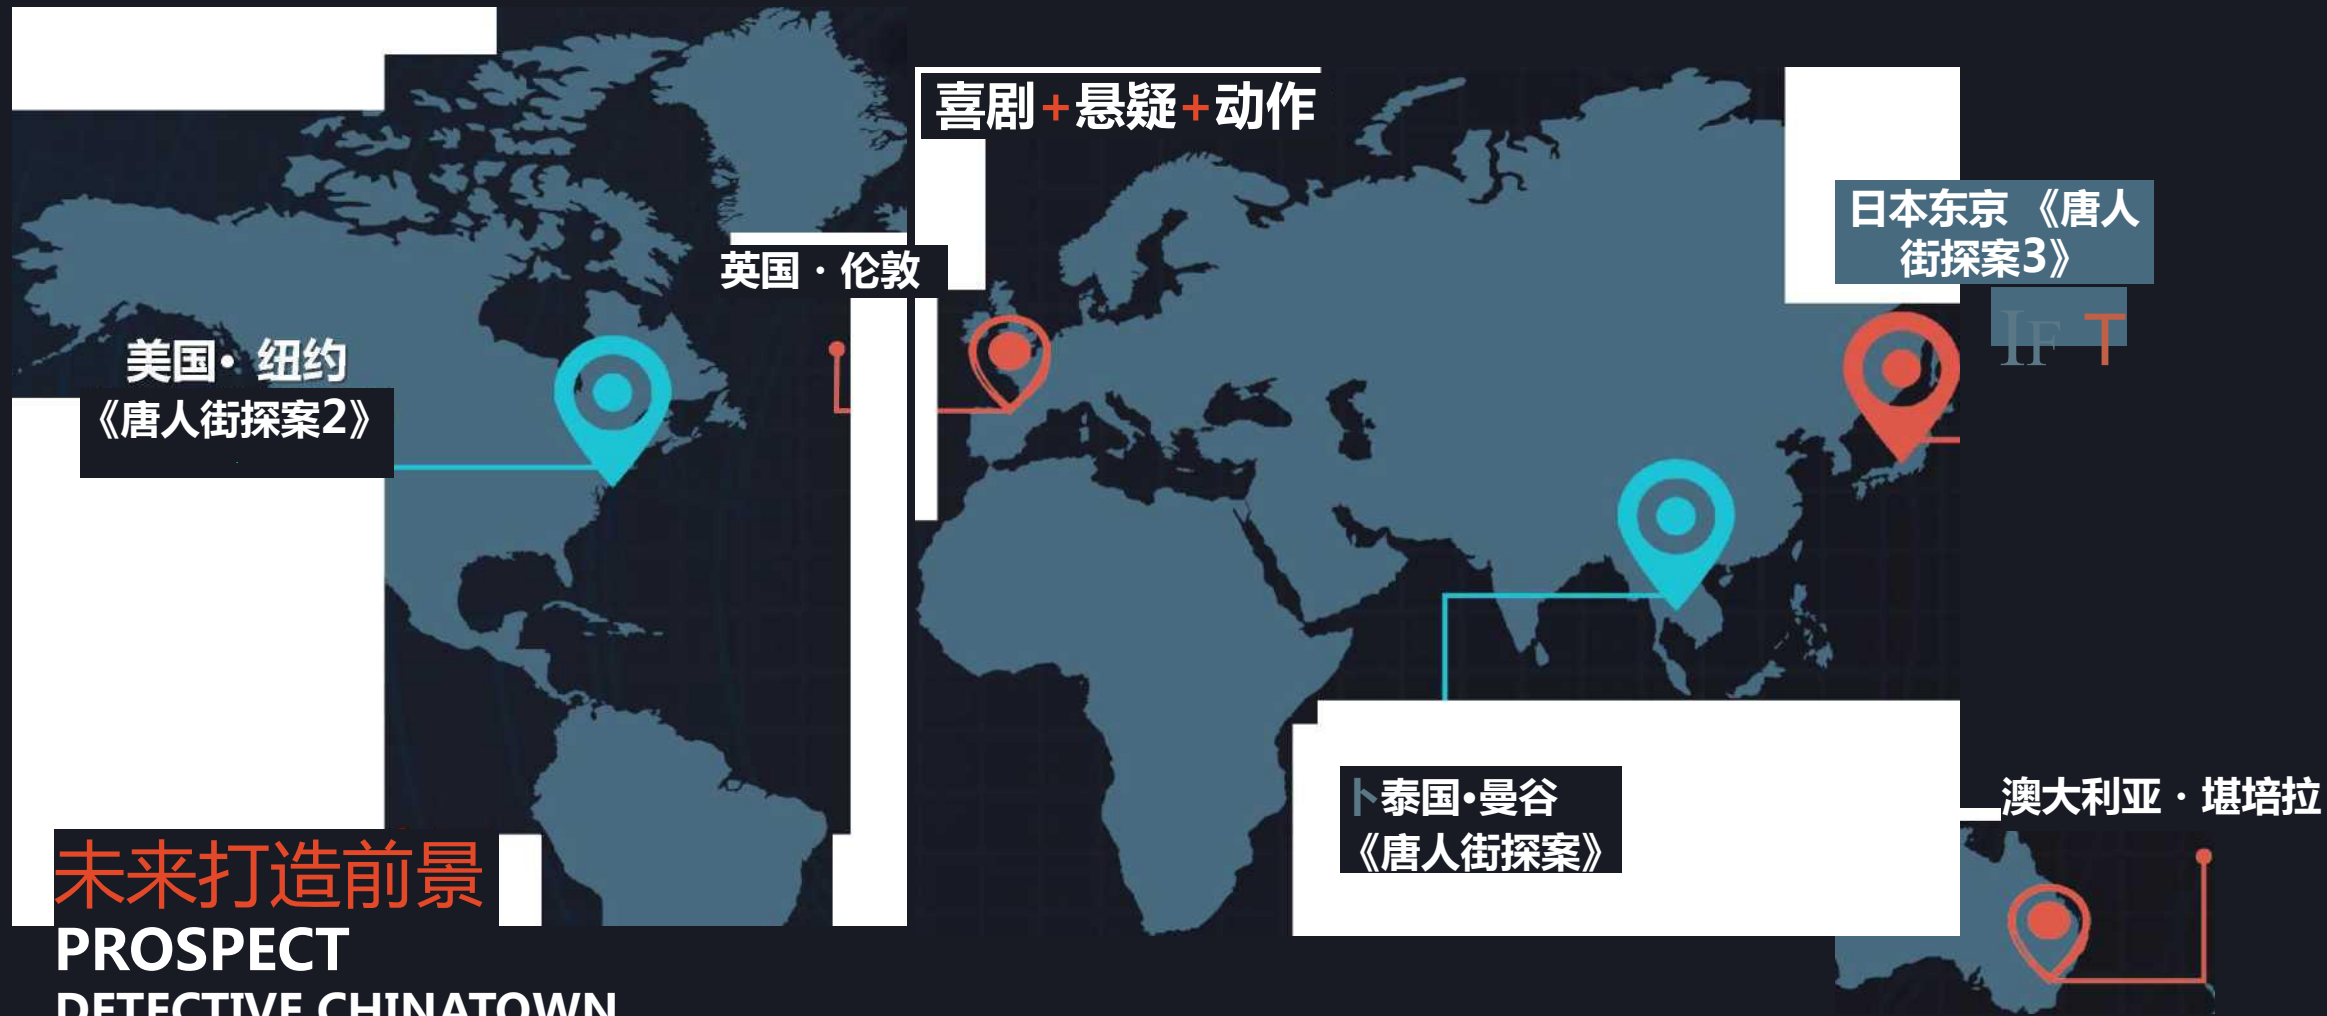 喜剧+悬疑+动作
日本东京 《唐人
街探案3》
IF T
英国·伦敦
美国· 纽约
《唐人街探案2》
卜泰国·曼谷
《唐人街探案》
澳大利亚·堪培拉
未来打造前景
PROSPECT
DETECTIVE CHINATOWN